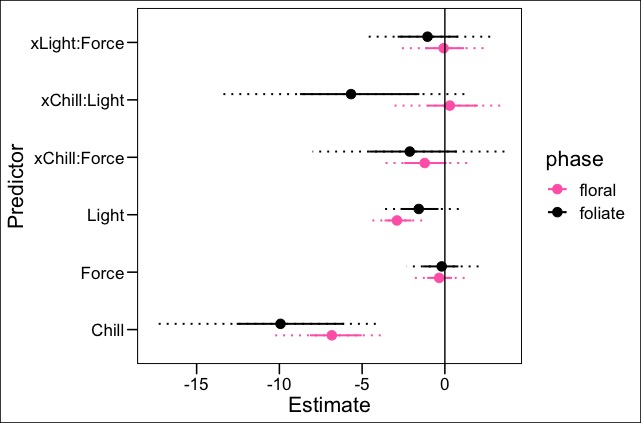 xLight:Force
xChill:Light
xChill:Force
Light
Force
Chill
Predictor
-15 -10 -5 0
Estimate
phase
floral
foliate